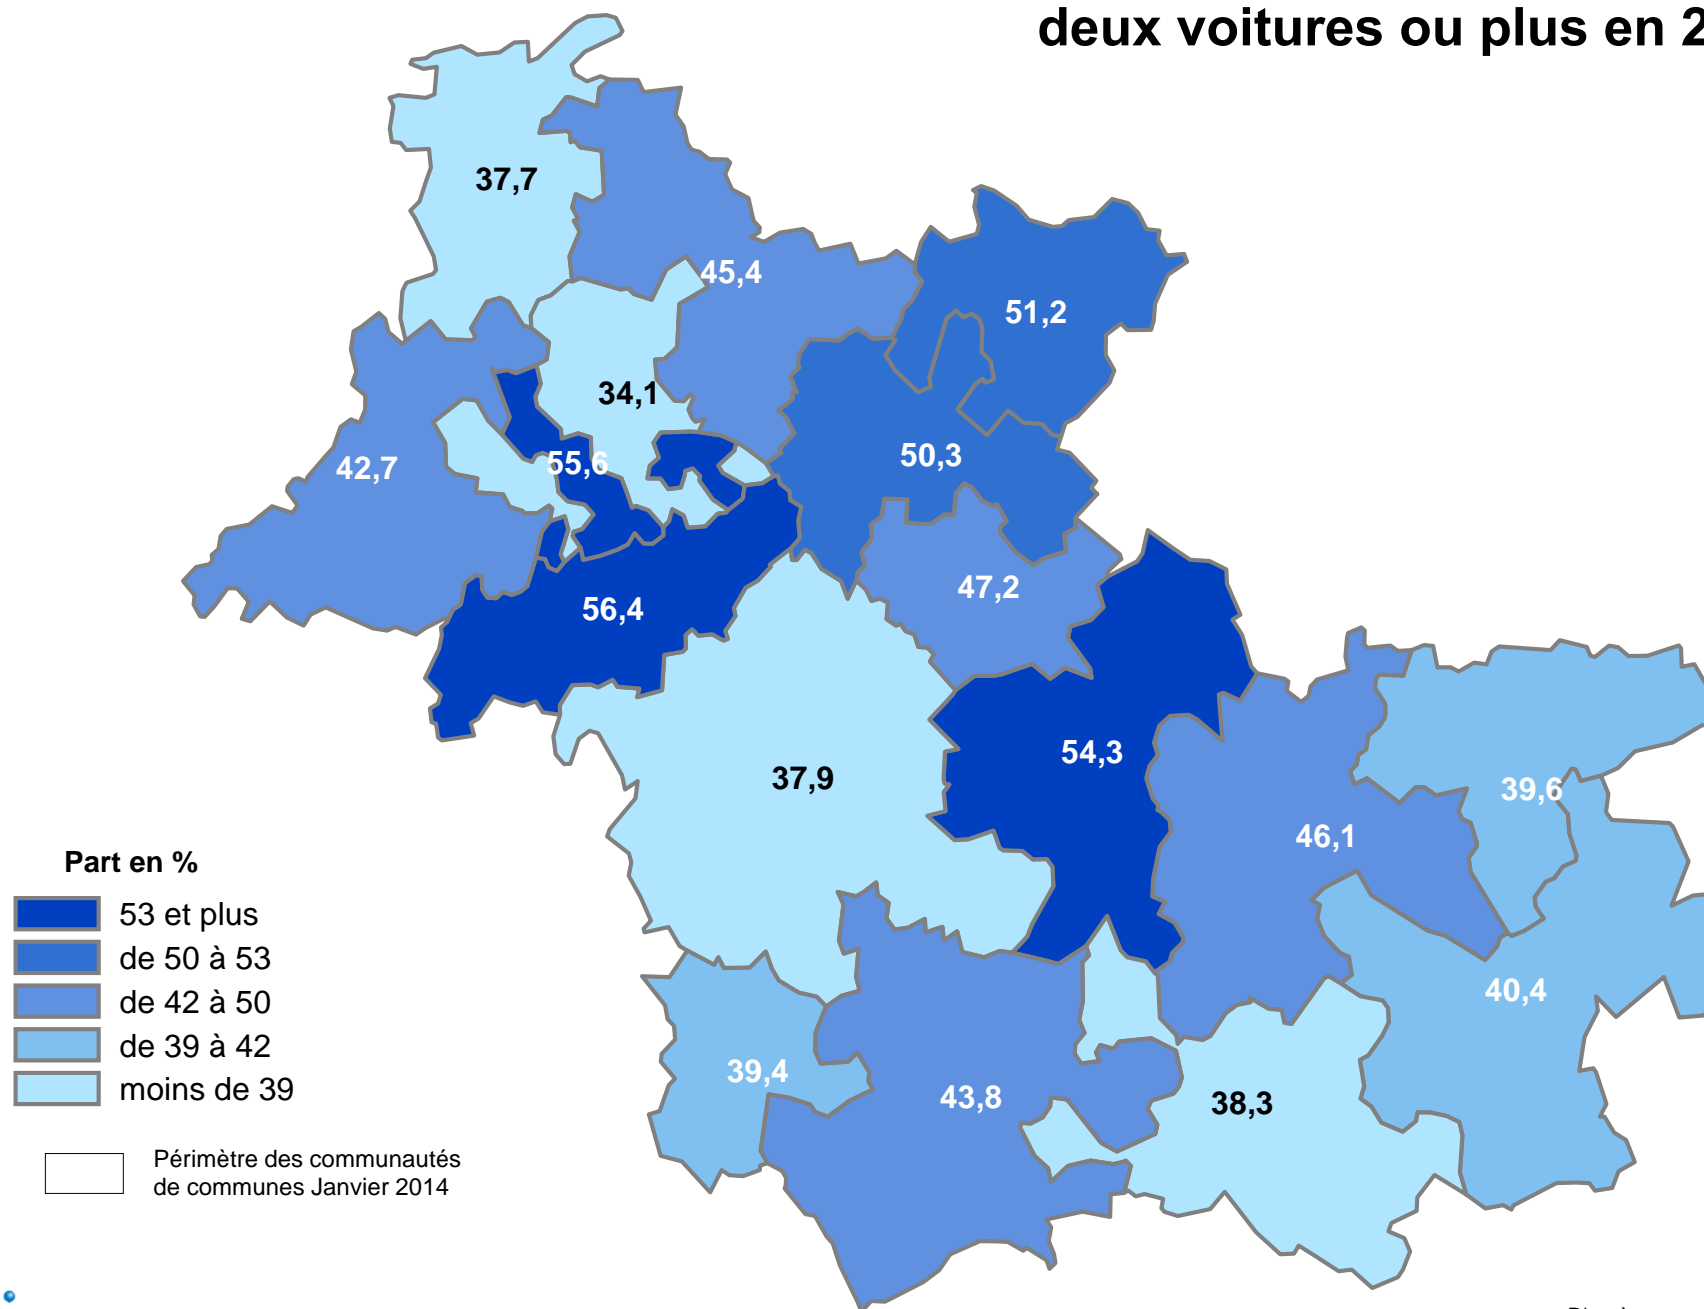 deux voitures ou plus en 2
37,7
45,4
51,2
34,1
42,7
55,6
50,3
56,4
47,2
54,3
37,9
39,6
46,1
40,4
39,4
43,8
38,3
Part en %
53 et plus
de 50 à 53
de 42 à 50
de 39 à 42
moins de 39
Périmètre des communautés
de communes Janvier 2014